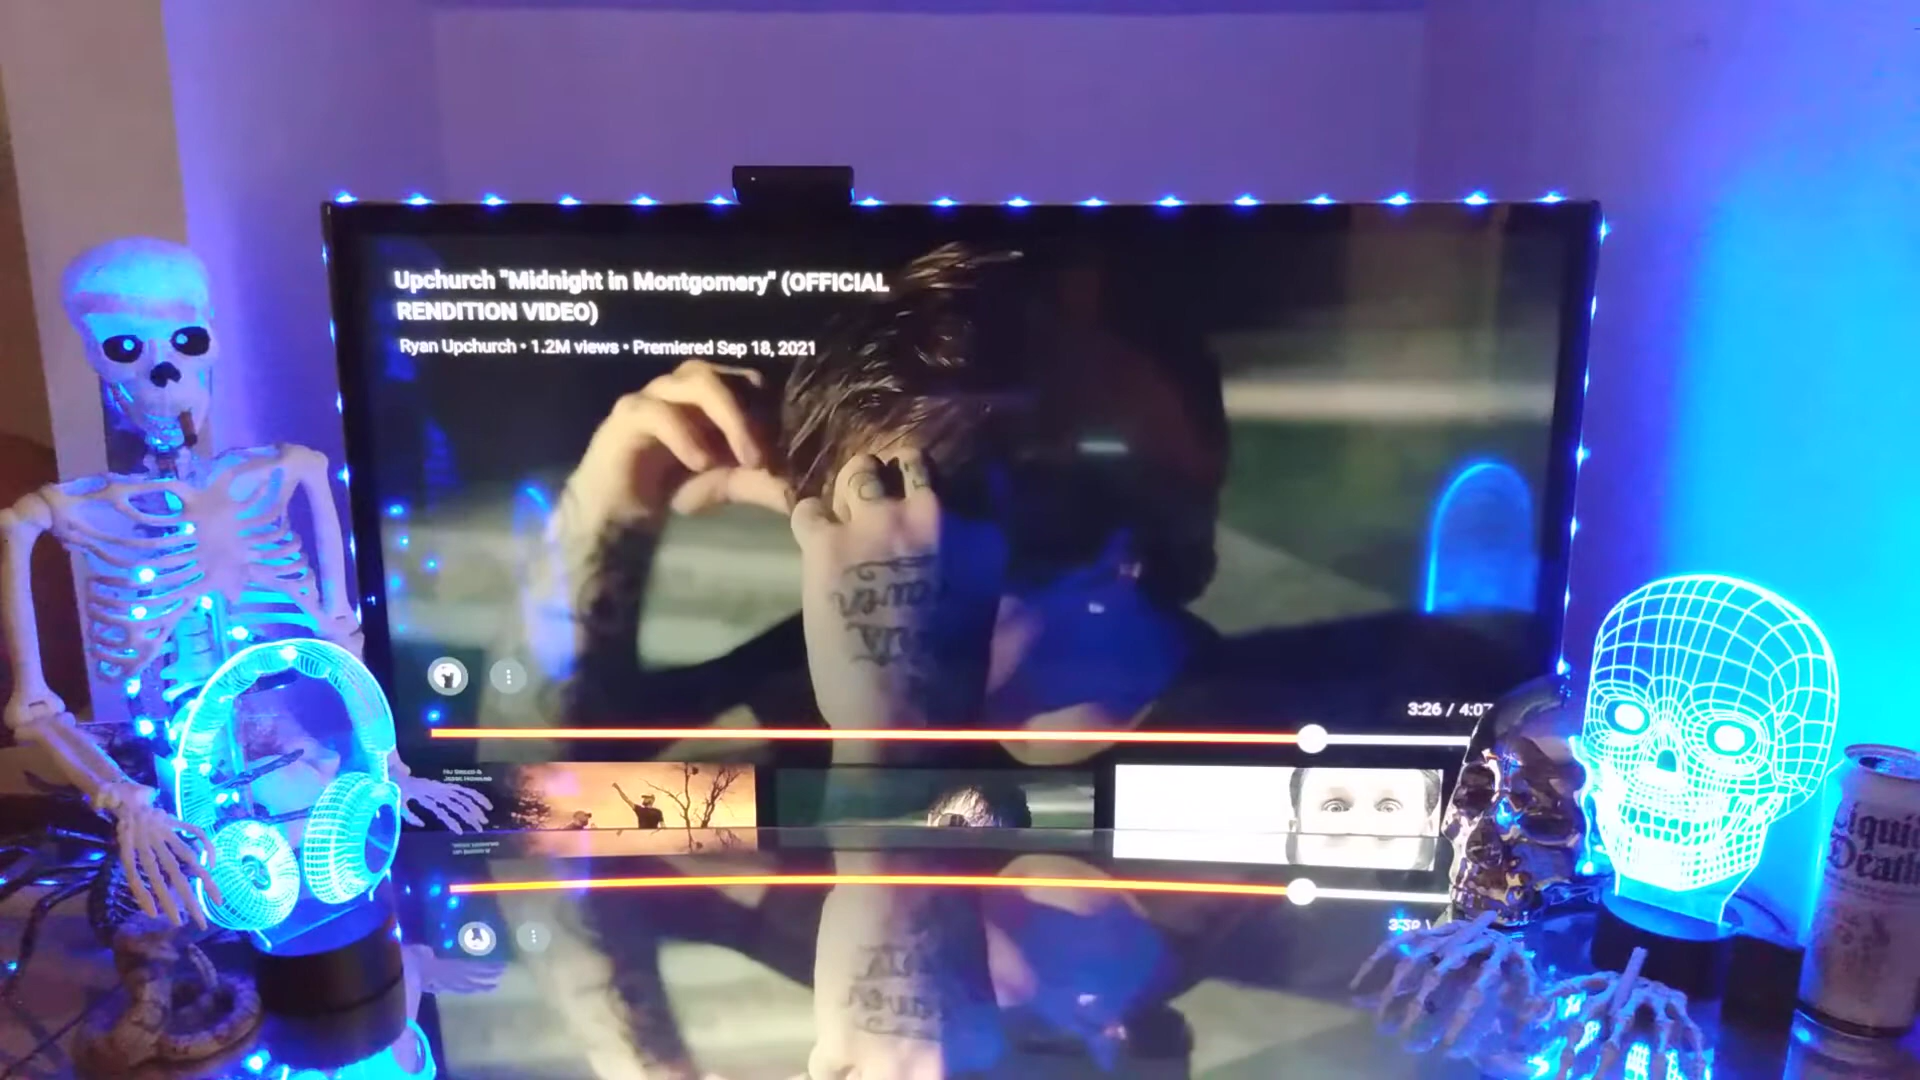 Upchurch "Midnight in Montgomery" (OFFICIAL
RENDITION VIDEO)
Ryan Upchurch • 1.2M views • Premiered Sep 18, 2021
3:26 / 4:07
Liquid
Death